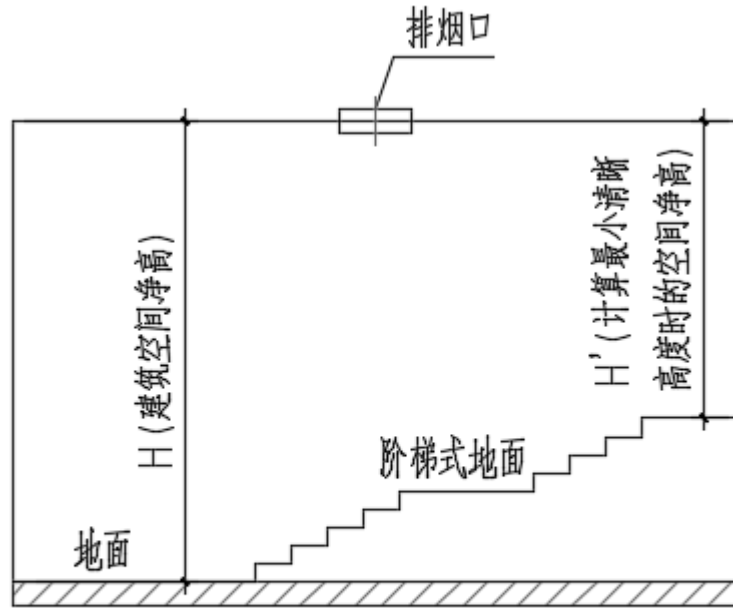 排烟口
H(建筑空间净高)
H'(计算最小清晰
高度时的空间净高)
阶梯式地面
地面